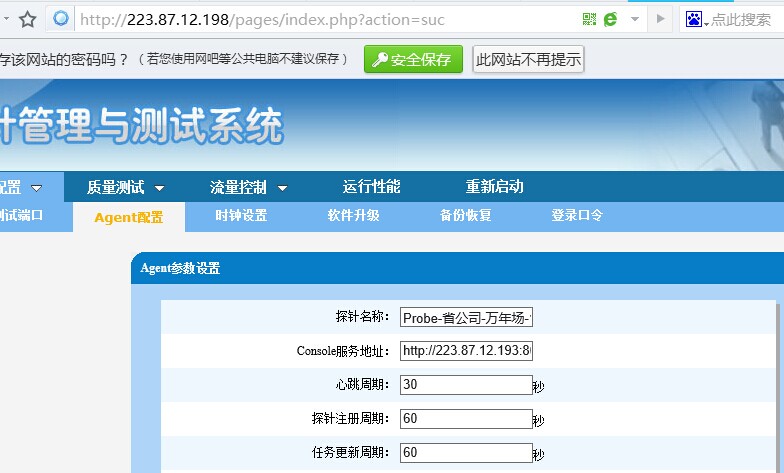 http://223.87.12.198/pages/index.php?action=suc
点此搜索
存该网站的密码吗？（若您使用网吧等公共电脑不建议保存）
安全保存
此网站不再提示
计管理与测试系统
配置 质量测试 流量控制 运行性能 重新启动
测试端口 Agent配置 时钟设置 软件升级 备份恢复 登录口令
Agent参数设置
探针名称： Probe-省公司-万年场-
Console服务地址： http://223.87.12.193:8
心跳周期： 30 秒
探针注册周期： 60 秒
任务更新周期： 60 秒